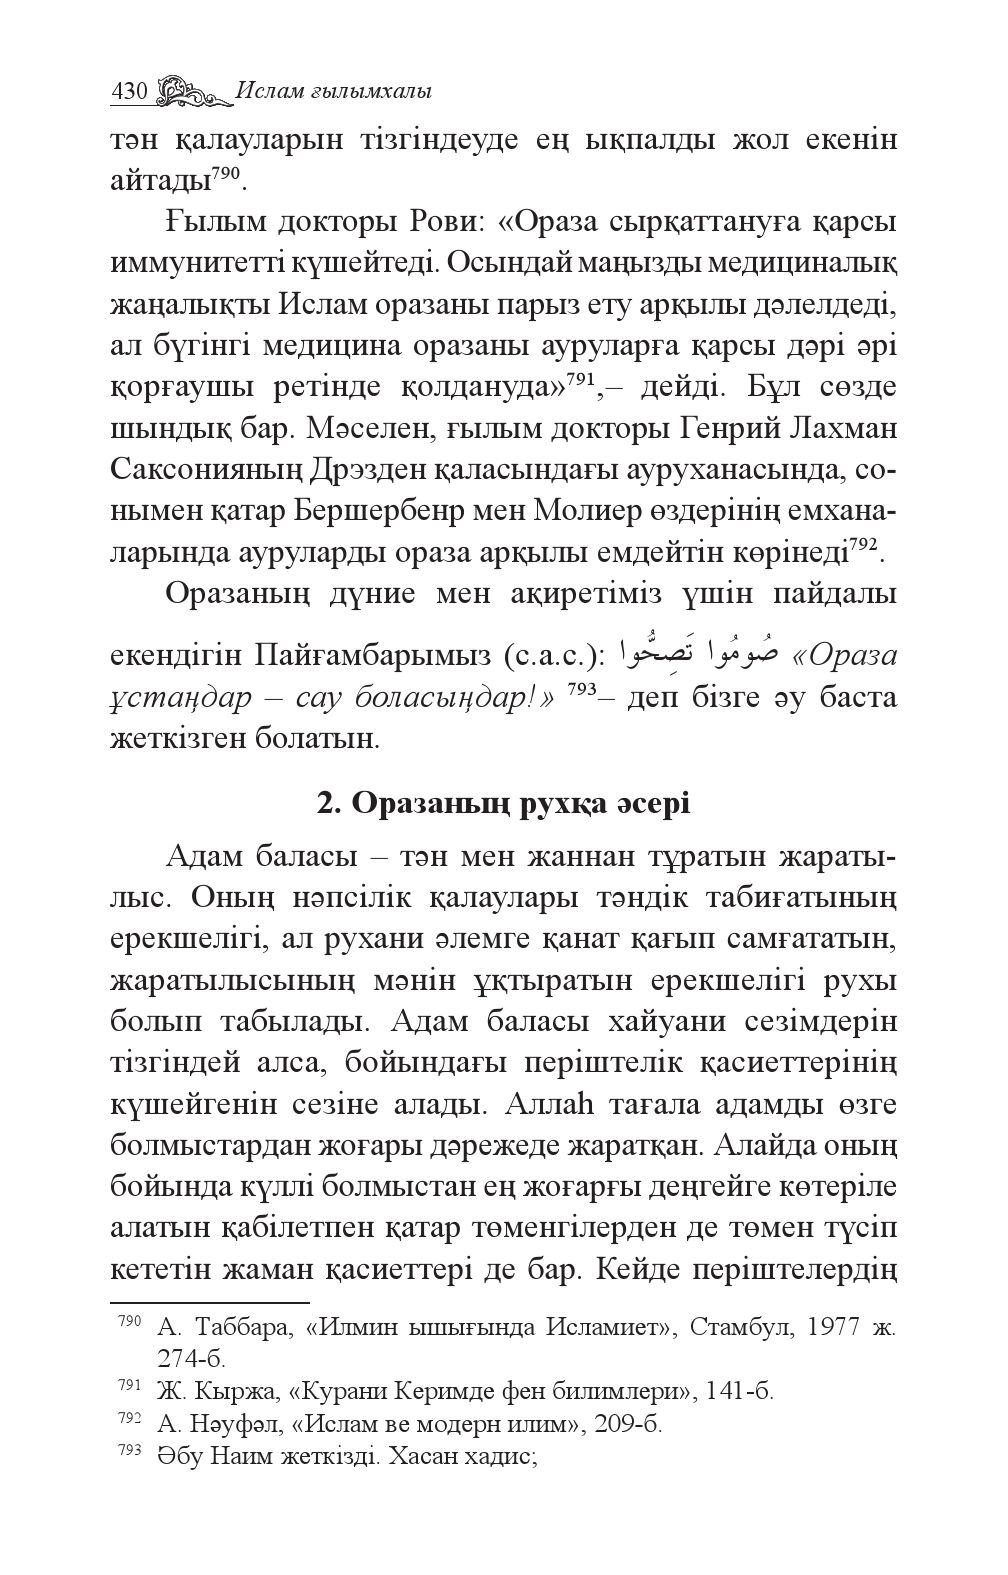 430 Ислам ғылымхалы
тән қалауларын тізгіндеуде ең ықпалды жол екенін
айтады⁷⁹⁰.
Ғылым докторы Рови: «Ораза сырқаттануға қарсы
иммунитетті күшейтеді. Осындай маңызды медициналық
жаңалықты Ислам оразаны парыз ету арқылы дәлелдеді,
ал бүгінгі медицина оразаны ауруларға қарсы дәрі әрі
қорғаушы ретінде қолдануда»⁷⁹¹,– дейді. Бұл сөзде
шындық бар. Мәселен, ғылым докторы Генрий Лахман
Саксонияның Дрэзден қаласындағы ауруханасында, со-
нымен қатар Бершербенр мен Молиер өздерінің емхана-
ларында ауруларды ораза арқылы емдейтін көрінеді⁷⁹².
Оразаның дүние мен ақиретіміз үшін пайдалы
екендігін Пайғамбарымыз (с.а.с.): صُومُوا تَصِحُّوا «Ораза
ұстаңдар – сау боласыңдар!» ⁷⁹³– деп бізге әу баста
жеткізген болатын.
2. Оразаның рухқа әсері
Адам баласы – тән мен жаннан тұратын жараты-
лыс. Оның нәпсілік қалаулары тәндік табиғатының
ерекшелігі, ал рухани әлемге қанат қағып самғататын,
жаратылысының мәнін ұқтыратын ерекшелігі рухы
болып табылады. Адам баласы хайуани сезімдерін
тізгіндей алса, бойындағы періштелік қасиеттерінің
күшейгенін сезіне алады. Аллаһ тағала адамды өзге
болмыстардан жоғары дәрежеде жаратқан. Алайда оның
бойында күллі болмыстан ең жоғарғы деңгейге көтеріле
алатын қабілетпен қатар төменгілерден де төмен түсіп
кететін жаман қасиеттері де бар. Кейде періштелердің
790 А. Таббара, «Илмин ышығында Исламиет», Стамбул, 1977 ж.
274-б.
791 Ж. Кыржа, «Курани Керимде фен билимлери», 141-б.
792 А. Нәуфәл, «Ислам ве модерн илим», 209-б.
793 Әбу Наим жеткізді. Хасан хадис;